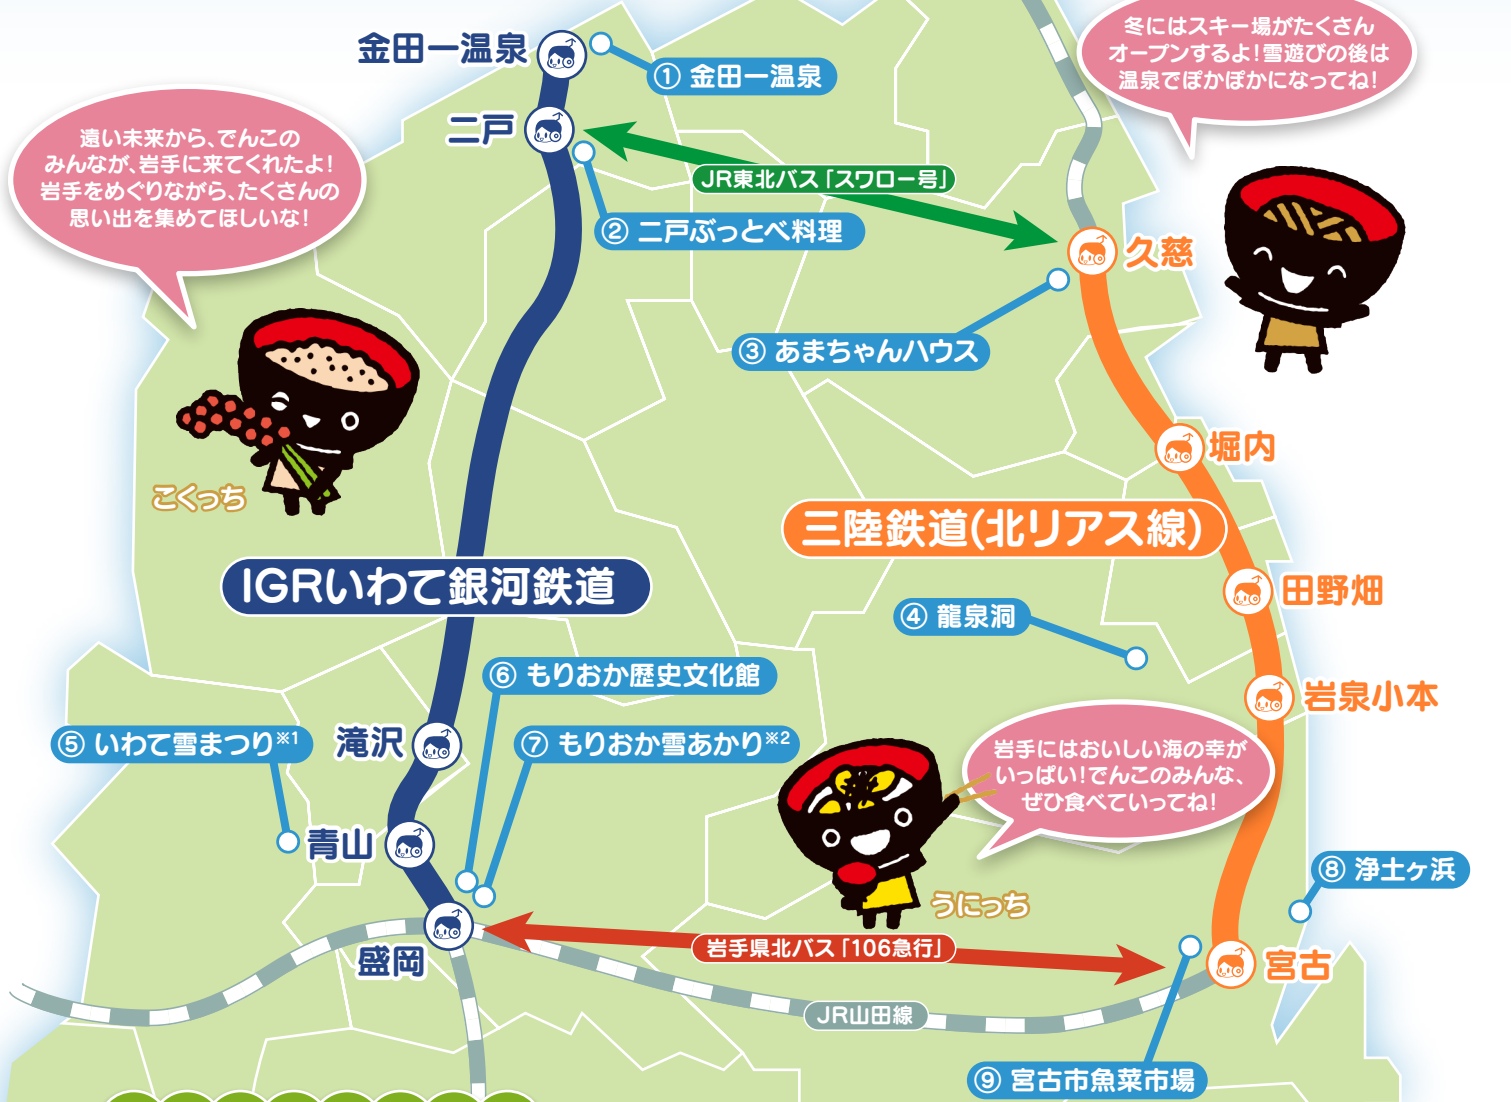 冬にはスキー場がたくさん
オープンするよ!雪遊びの後は
温泉でぽかぽかになってね!
金田一温泉
① 金田一温泉
二戸
遠い未来から、でんこの
みんなが、岩手に来てくれたよ!
岩手をめぐりながら、たくさんの
思い出を集めてほしいな!
JR東北バス「スワロー号」
② 二戸ぶっとべ料理
久慈
③ あまちゃんハウス
堀内
こくっち
三陸鉄道(北リアス線)
IGRいわて銀河鉄道
田野畑
④ 龍泉洞
⑥ もりおか歴史文化館
岩泉小本
⑤ いわて雪まつり※1
滝沢
⑦ もりおか雪あかり※2
岩手にはおいしい海の幸が
いっぱい!でんこのみんな、
ぜひ食べていってね!
青山
⑧ 浄土ヶ浜
うにっち
盛岡
岩手県北バス「106急行」
宮古
JR山田線
⑨ 宮古市魚菜市場